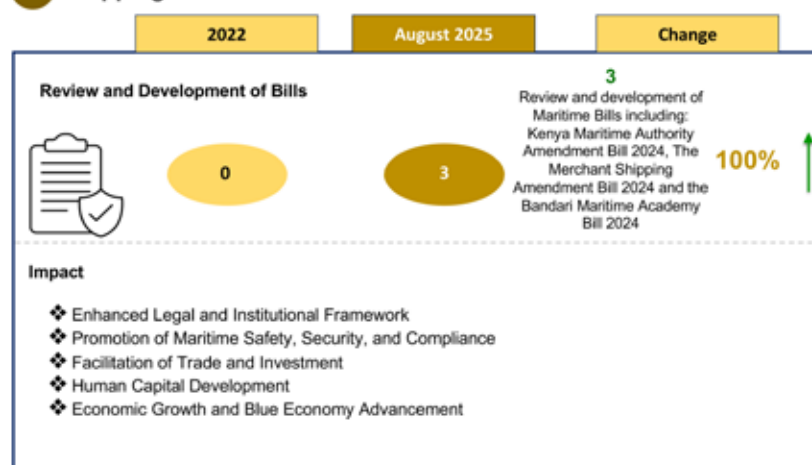 2022
August 2025
Change
Review and Development of Bills
0
3
3
Review and development of
Maritime Bills including:
Kenya Maritime Authority
Amendment Bill 2024, The
Merchant Shipping
Amendment Bill 2024 and the
Bandari Maritime Academy
Bill 2024
100%
Impact
❖ Enhanced Legal and Institutional Framework
❖ Promotion of Maritime Safety, Security, and Compliance
❖ Facilitation of Trade and Investment
❖ Human Capital Development
❖ Economic Growth and Blue Economy Advancement